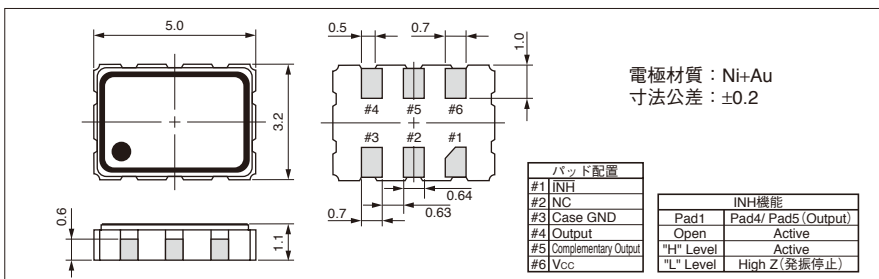 5.0
0.5
0.7
1.0
3.2
#4
#5
#6
#3
#2
#1
0.64
0.63
0.7
0.6
1.1
電極材質：Ni+Au
寸法公差：±0.2
パッド配置
#1 INH
#2 NC
#3 Case GND
#4 Output
#5 Complementary Output
#6 Vcc
INH機能
Pad1 Pad4/ Pad5(Output)
Open Active
"H" Level Active
"L" Level High Z(発振停止)